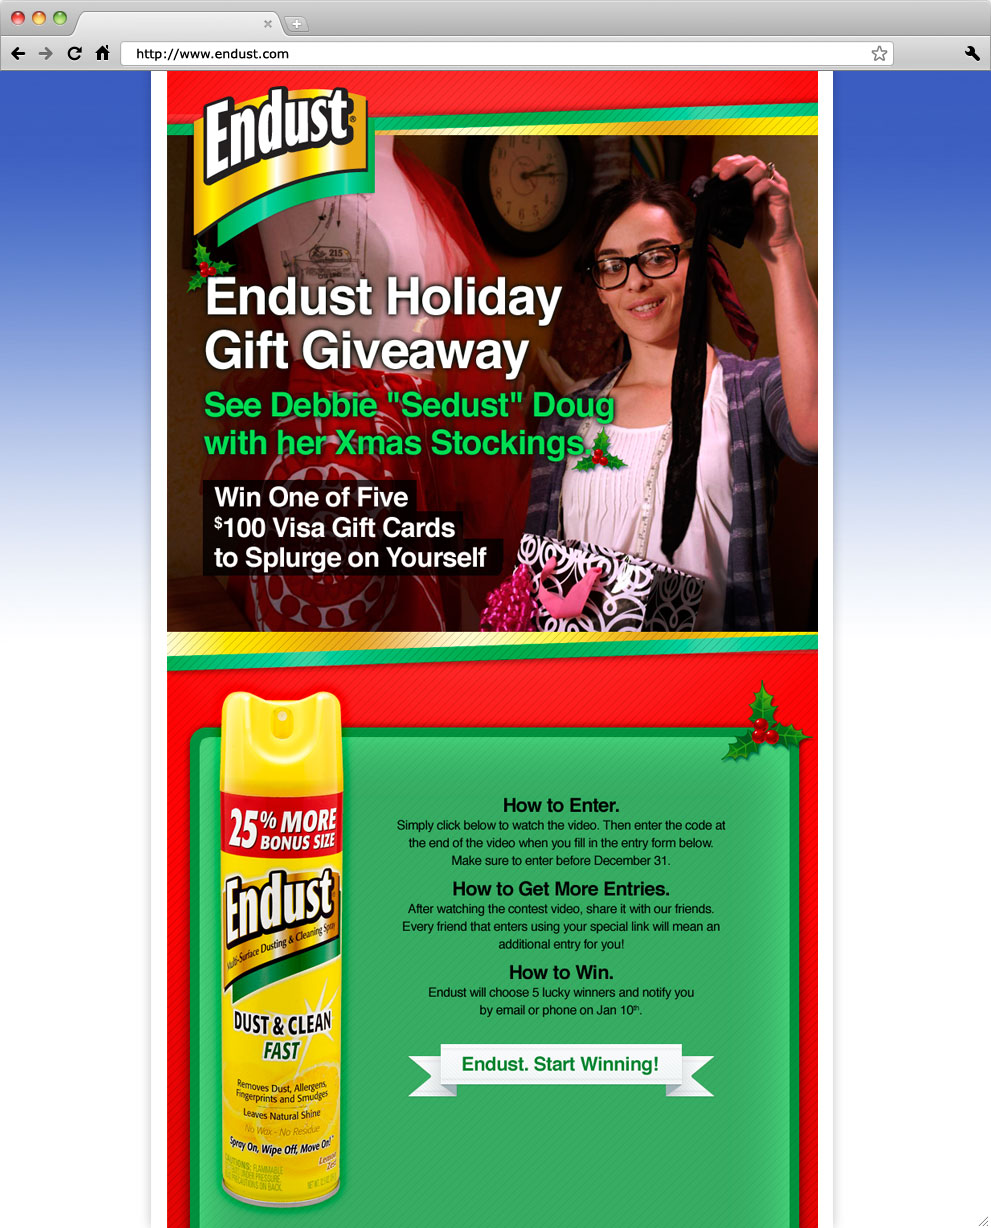 http://www.endust.com
Endust®
215
Endust Holiday
Gift Giveaway
See Debbie "Sedust" Doug
with her Xmas Stockings.
Win One of Five
$100 Visa Gift Cards
to Splurge on Yourself
25% MORE
BONUS SIZE
Endust
Multi-Surface Dusting & Cleaning Spray
DUST & CLEAN
FAST
Removes Dust, Allergens,
Fingerprints and Smudges
Leaves Natural Shine
No Wax - No Residue
Spray On, Wipe Off, Move On!™
Lemon
Zest
CAUTIONS: FLAMMABLE
How to Enter.
Simply click below to watch the video. Then enter the code at
the end of the video when you fill in the entry form below.
Make sure to enter before December 31.
How to Get More Entries.
After watching the contest video, share it with our friends.
Every friend that enters using your special link will mean an
additional entry for you!
How to Win.
Endust will choose 5 lucky winners and notify you
by email or phone on Jan 10th.
Endust. Start Winning!